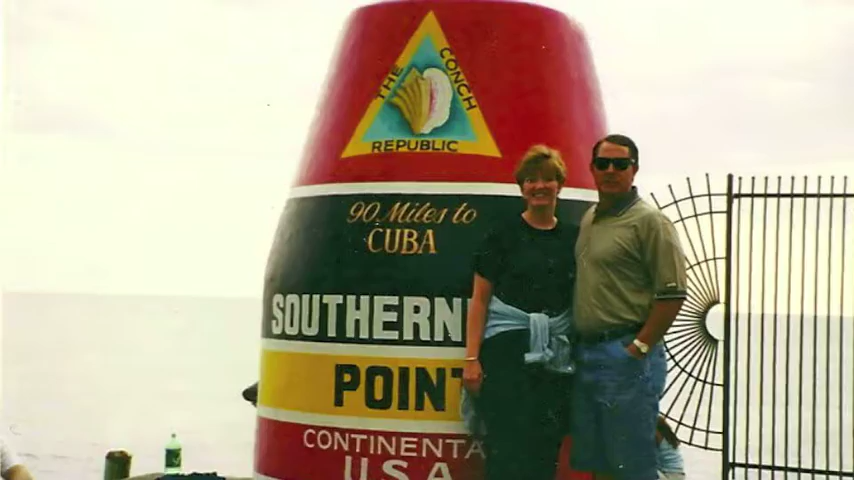 THE CONCH
REPUBLIC
90 Miles to
CUBA
SOUTHERN
POINT
CONTINENTA
USA